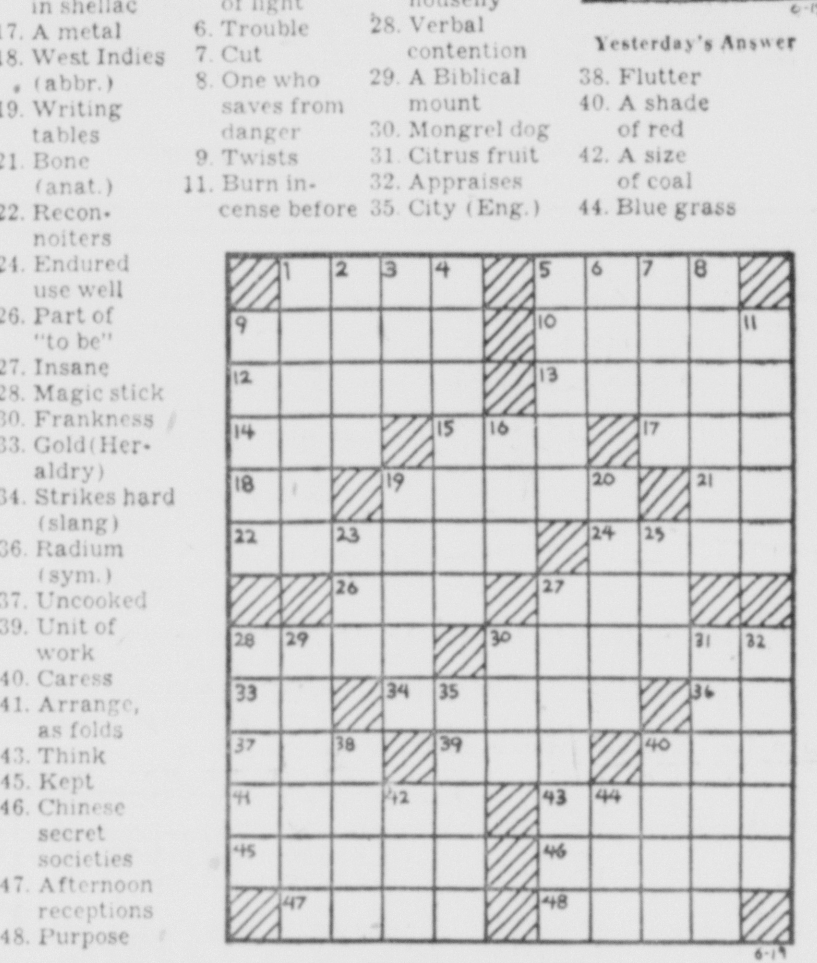 in shellac
17. A metal
18. West Indies
(abbr.)
19. Writing
tables
21. Bone
(anat.)
22. Recon-
noiters
24. Endured
use well
26. Part of
"to be"
27. Insane
28. Magic stick
30. Frankness
33. Gold (Her-
aldry)
34. Strikes hard
(slang)
36. Radium
(sym.)
37. Uncooked
39. Unit of
work
40. Caress
41. Arrange,
as folds
43. Think
45. Kept
46. Chinese
secret
societies
47. Afternoon
receptions
48. Purpose
of light
6. Trouble
7. Cut
8. One who
saves from
danger
9. Twists
11. Burn in-
cense before
28. Verbal
contention
29. A Biblical
mount
30. Mongrel dog
31. Citrus fruit
32. Appraises
35. City (Eng.)
Yesterday's Answer
38. Flutter
40. A shade
of red
42. A size
of coal
44. Blue grass
1 2 3 4 5 6 7 8
9 10 11
12 13
14 15 16 17
18 19 20 21
22 23 24 25
26 27
28 29 30 31 32
33 34 35 36
37 38 39 40
41 42 43 44
45 46
47 48
6-19